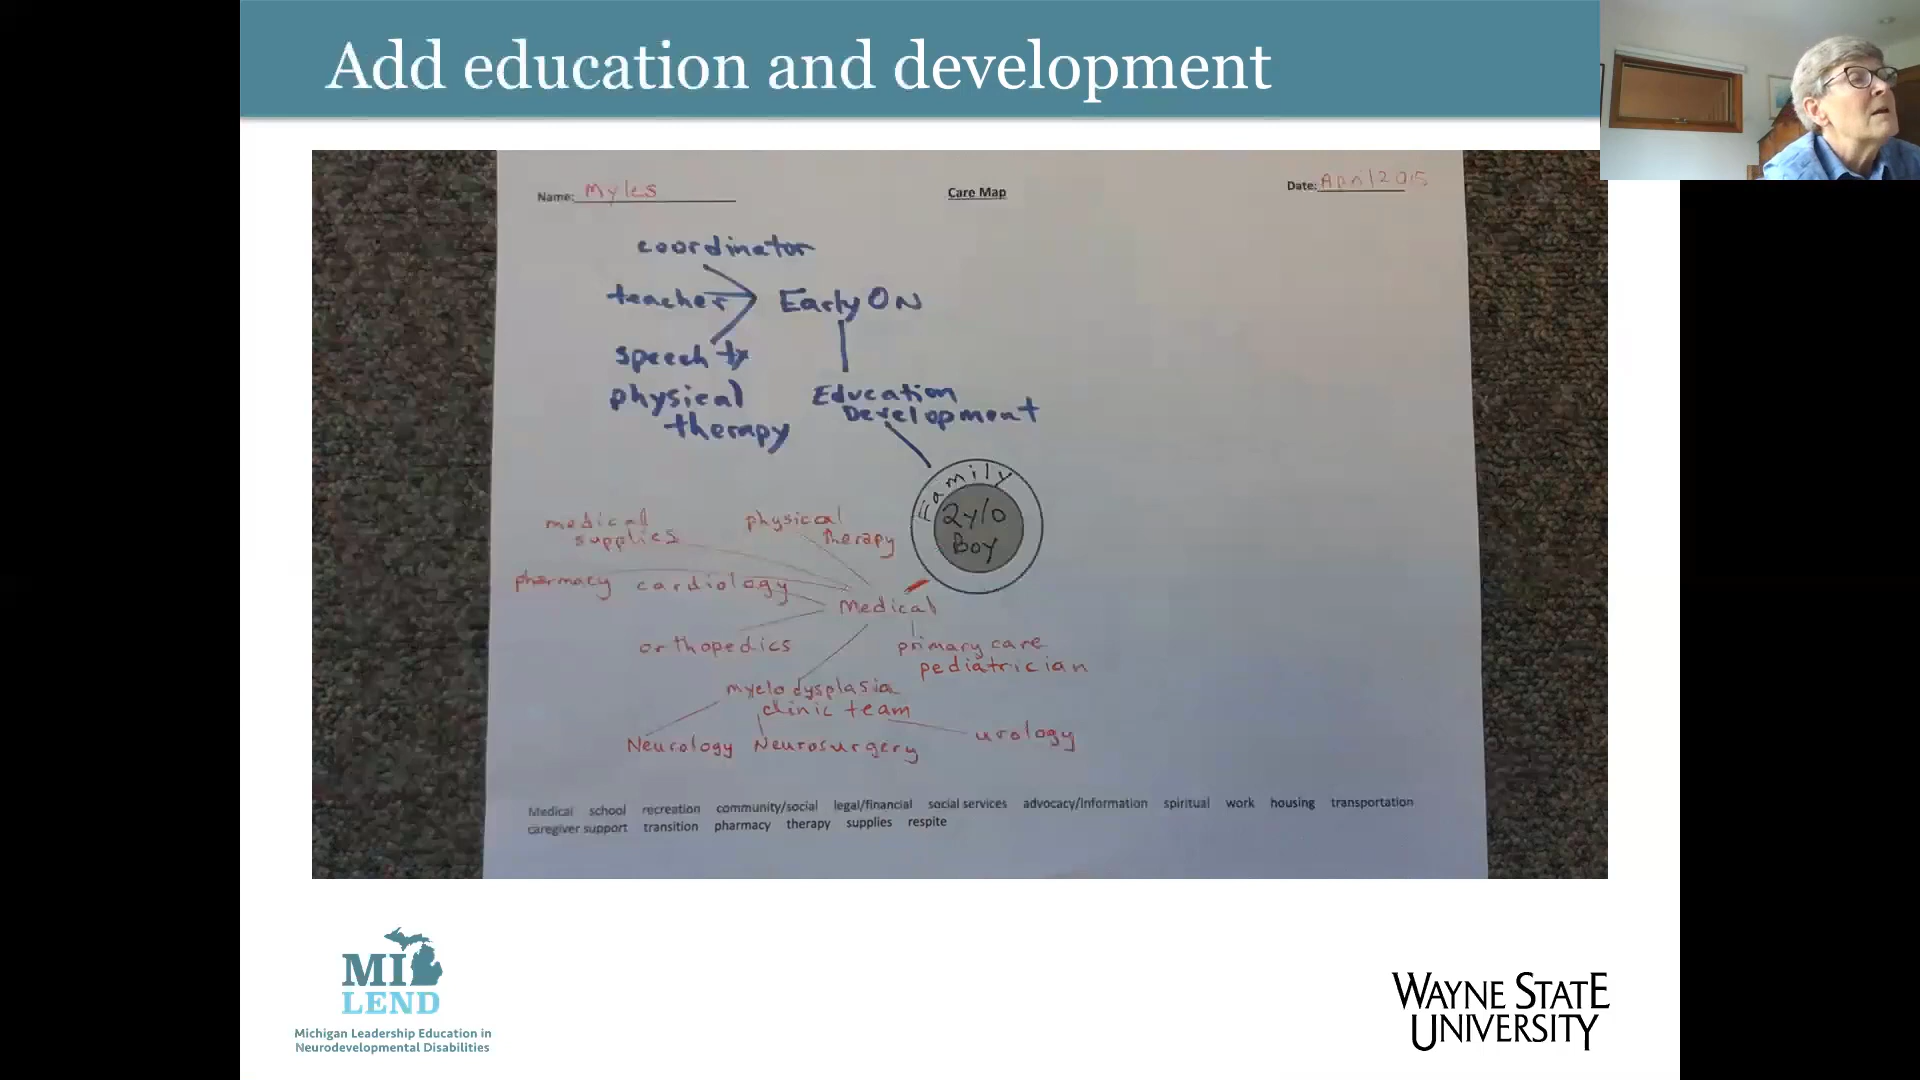 Add education and development
Name: Myles
Care Map
Date: April 2015
coordinator
teacher
Early ON
speech tx
physical
therapy
Education
Development
Family
2 y/o
Boy
medical
supplies
physical
therapy
pharmacy
cardiology
Medical
orthopedics
primary care
pediatrician
myelodysplasia
clinic team
Neurology
Neurosurgery
urology
Medical school recreation community/social legal/financial social services advocacy/information spiritual work housing transportation
caregiver support transition pharmacy therapy supplies respite
MI
LEND
Michigan Leadership Education in
Neurodevelopmental Disabilities
WAYNE STATE
UNIVERSITY